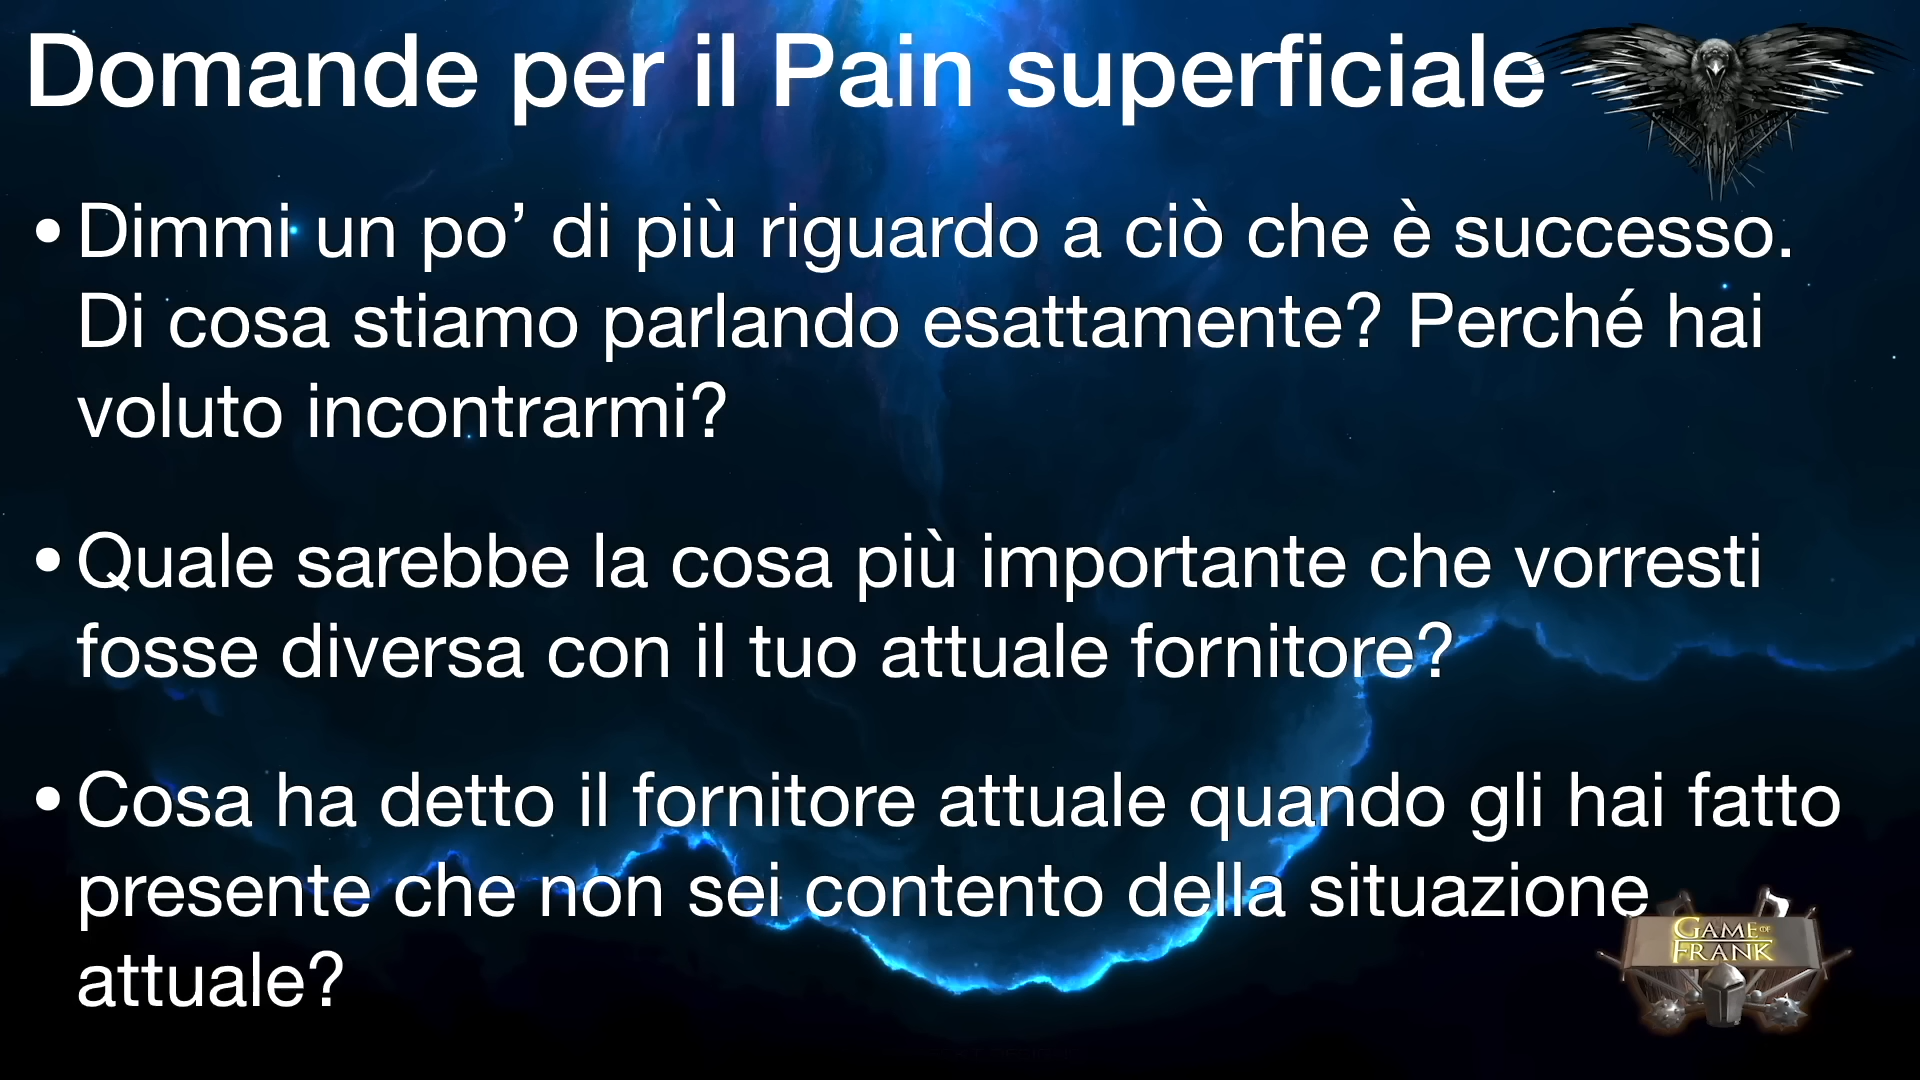 Domande per il Pain superficiale
• Dimmi un po’ di più riguardo a ciò che è successo.
Di cosa stiamo parlando esattamente? Perché hai
voluto incontrarmi?
• Quale sarebbe la cosa più importante che vorresti
fosse diversa con il tuo attuale fornitore?
• Cosa ha detto il fornitore attuale quando gli hai fatto
presente che non sei contento della situazione
attuale?
GAME OF
FRANK